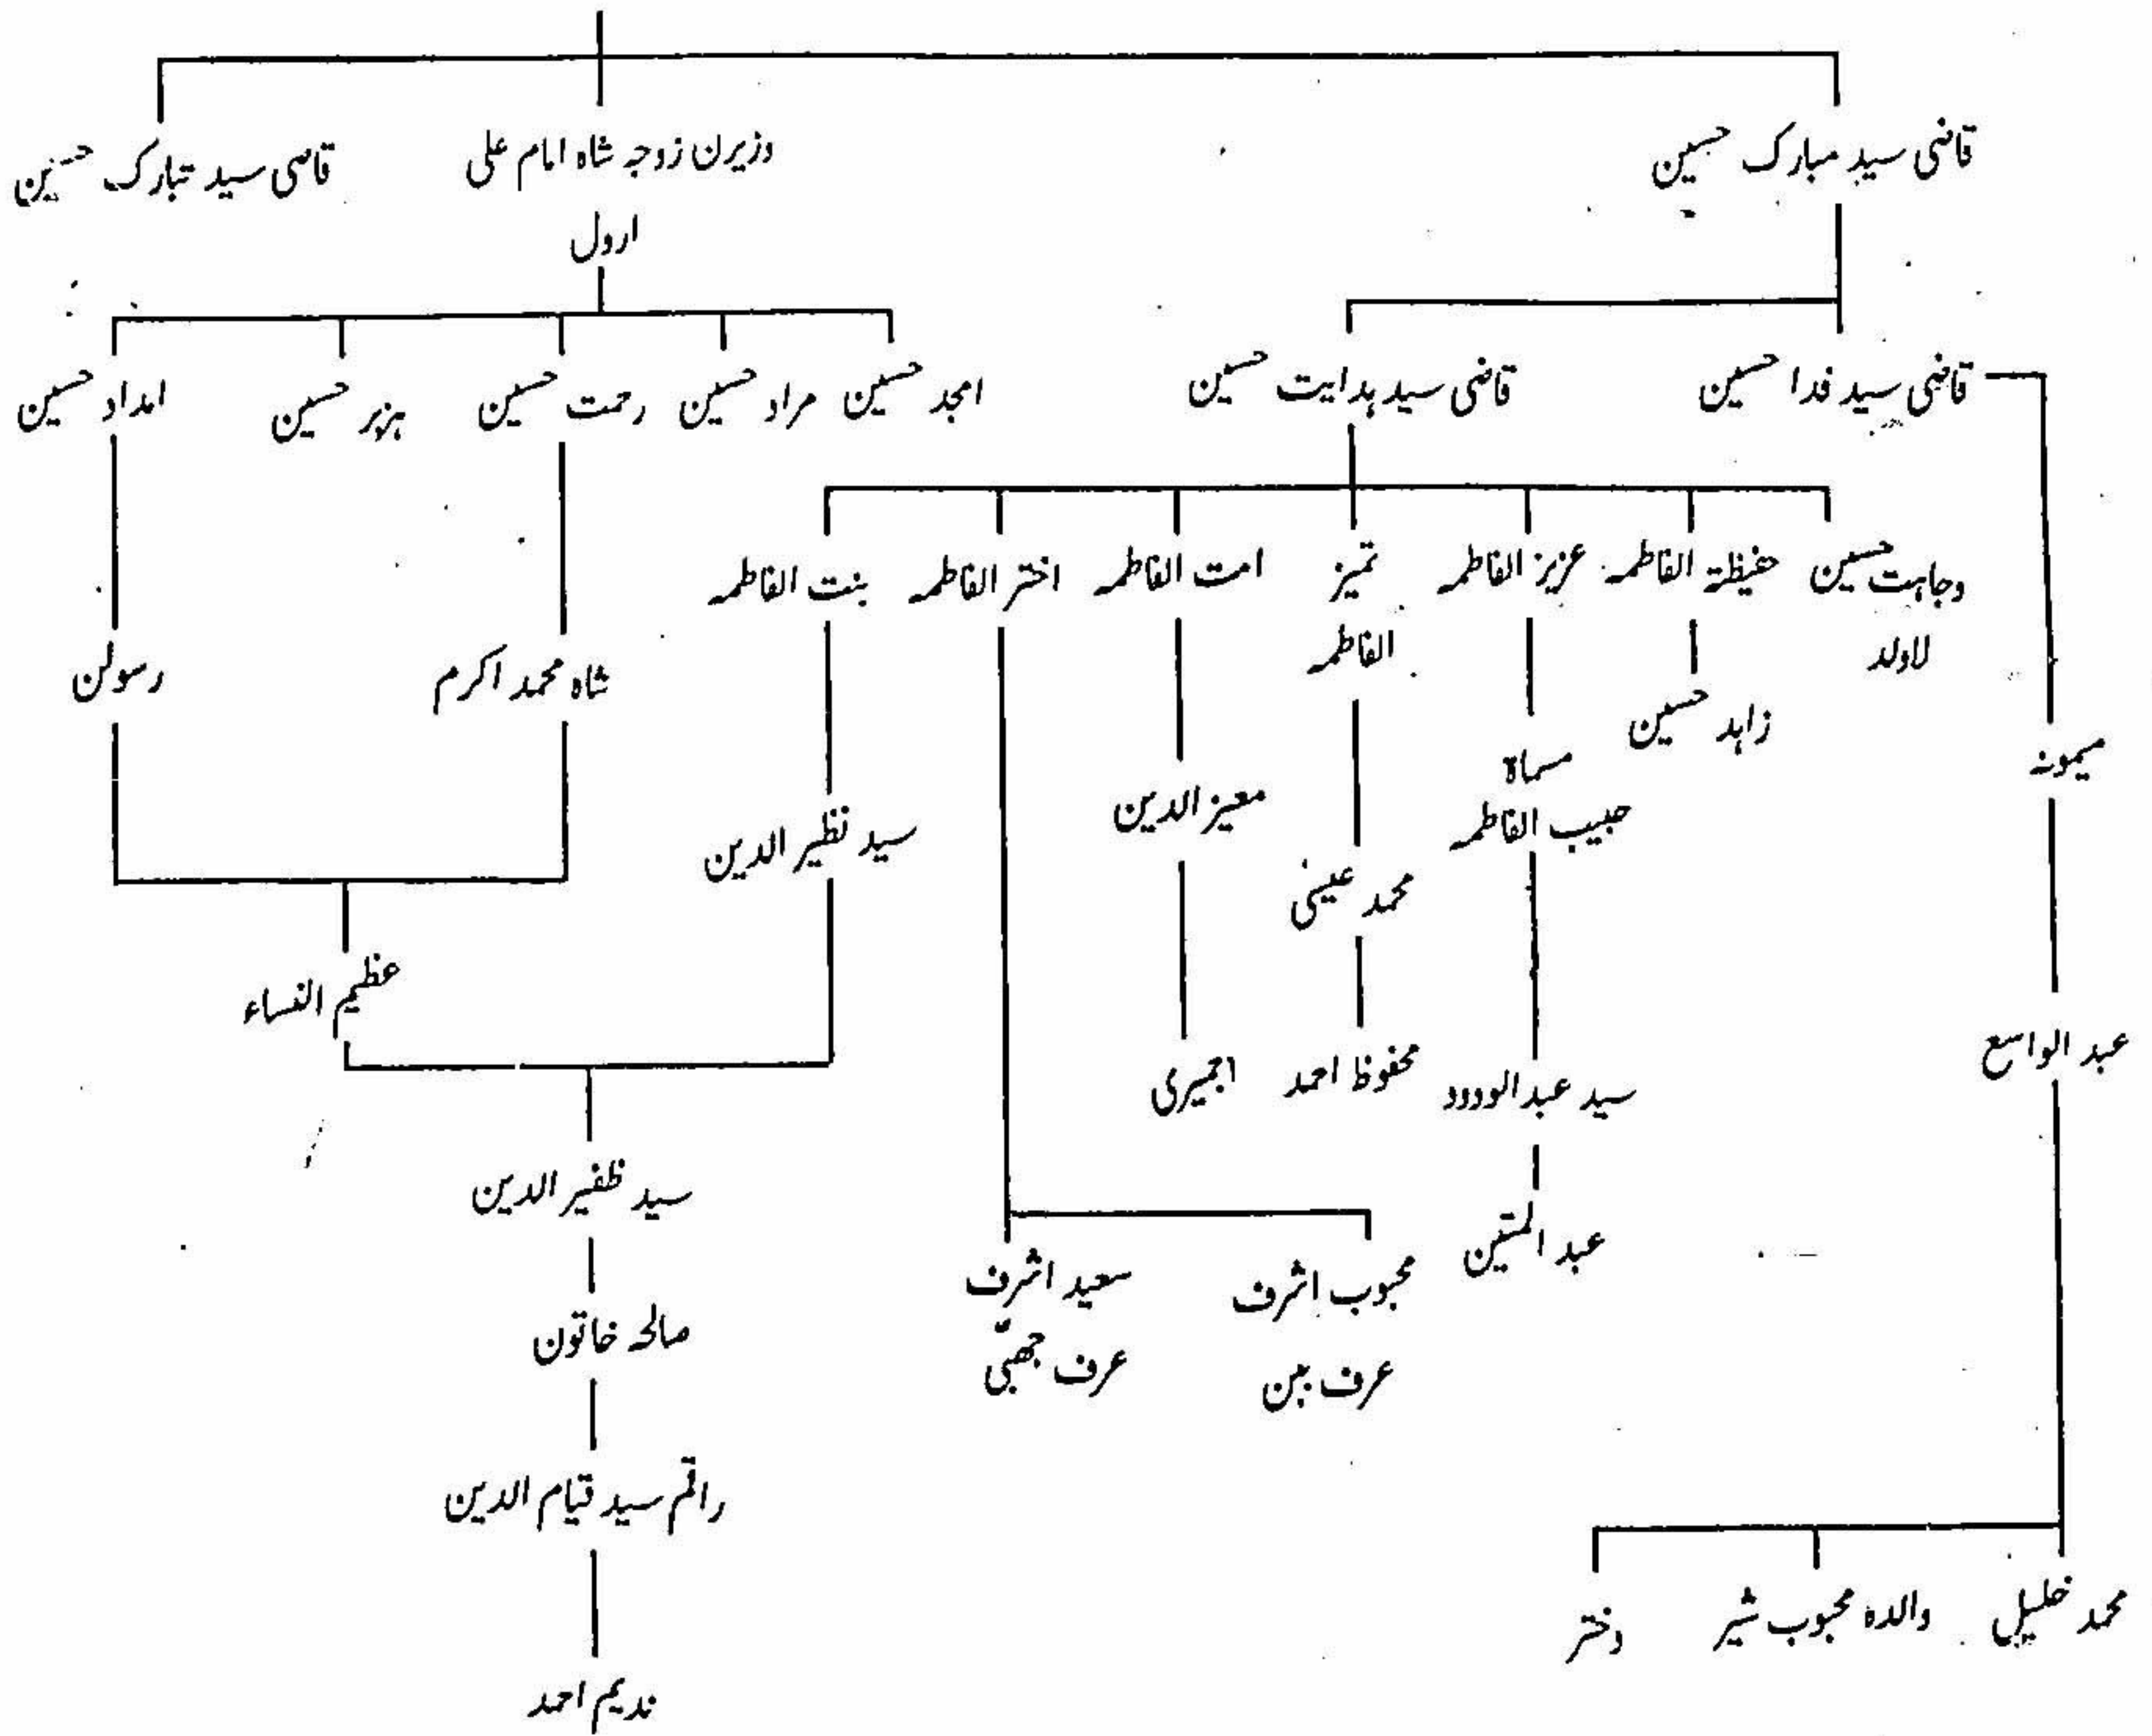 قاضی سید مبارک حسین
وزیرن زوجہ شاہ امام علی
ارول
قاضی سید تبارک حسین
قاضی سید فدا حسین
قاضی سید ہدایت حسین
امجد حسین
مراد حسین
رحمت حسین
ہزبر حسین
امداد حسین
وجاہت حسین
لاولد
حفیظۃ الفاطمہ
عزیز الفاطمہ
تمیز
الفاطمہ
امت الفاطمہ
اختر الفاطمہ
بنت الفاطمہ
شاہ محمد اکرم
رسولن
زاہد حسین
میمونہ
مسماۃ
حبیب الفاطمہ
معیز الدین
سید نظیر الدین
محمد عیسیٰ
عظیم النساء
عبد الواسع
سید عبد الودود
محفوظ احمد
اجمیری
سید ظفیر الدین
عبد المتین
محبوب اشرف
عرف ببن
سعید اشرف
عرف چھبّی
صالحہ خاتون
راقم سید قیام الدین
محمد خلیل
والدہ محبوب شیر
دختر
ندیم احمد